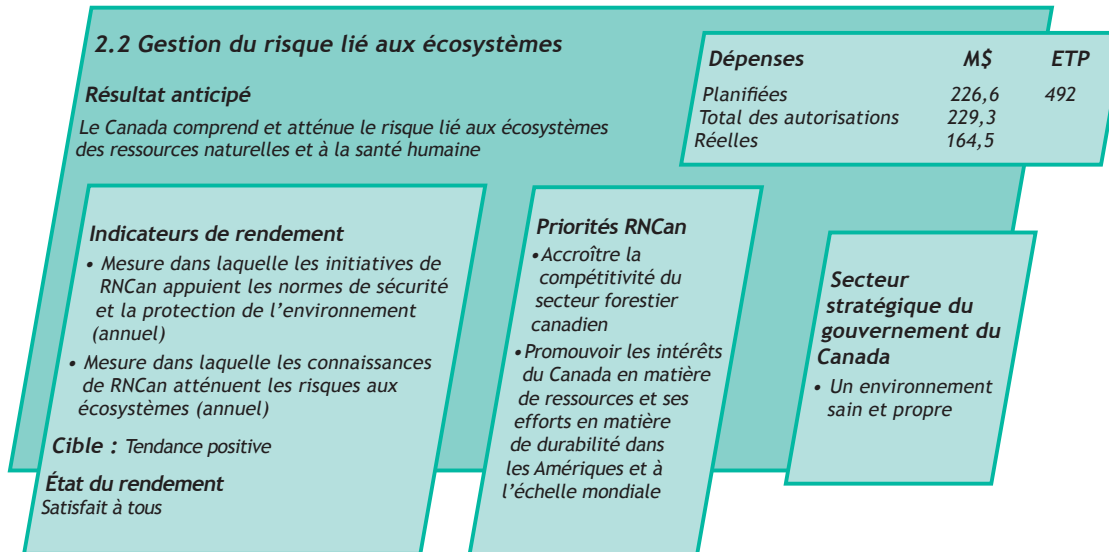 2.2 Gestion du risque lié aux écosystèmes
Résultat anticipé
Le Canada comprend et atténue le risque lié aux écosystèmes
des ressources naturelles et à la santé humaine
Dépenses M$ ETP
Planifiées 226,6 492
Total des autorisations 229,3
Réelles 164,5
Indicateurs de rendement
• Mesure dans laquelle les initiatives de
RNCan appuient les normes de sécurité
et la protection de l'environnement
(annuel)
• Mesure dans laquelle les connaissances
de RNCan atténuent les risques aux
écosystèmes (annuel)
Cible : Tendance positive
État du rendement
Satisfait à tous
Priorités RNCan
•Accroître la
compétitivité du
secteur forestier
canadien
•Promouvoir les intérêts
du Canada en matière
de ressources et ses
efforts en matière
de durabilité dans
les Amériques et à
l'échelle mondiale
Secteur
stratégique du
gouvernement du
Canada
• Un environnement
sain et propre